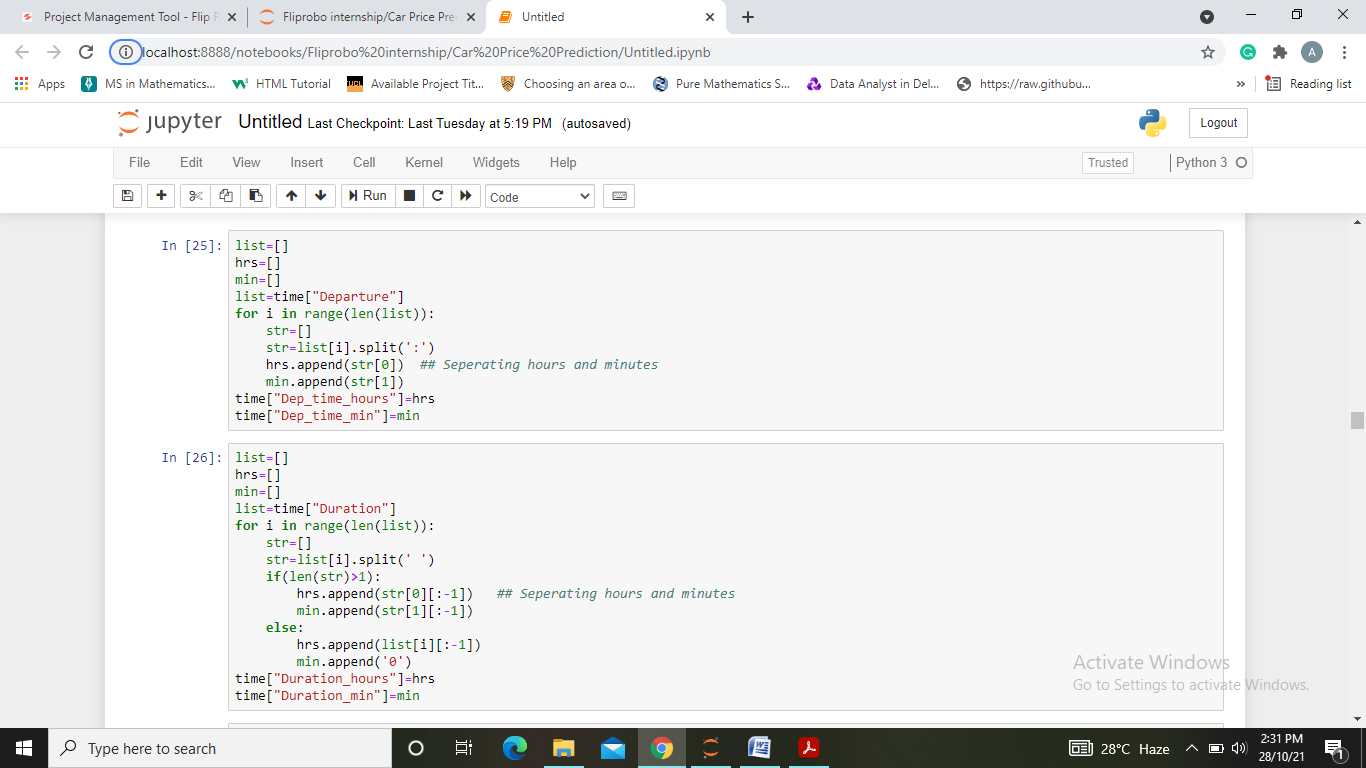 Project Management Tool - Flip F
Fliprobo internship/Car Price Pre
Untitled
localhost:8888/notebooks/Fliprobo%20internship/Car%20Price%20Prediction/Untitled.ipynb
A
Apps
MS in Mathematics...
HTML Tutorial
Available Project Tit...
Choosing an area o...
Pure Mathematics S...
Data Analyst in Del...
https://raw.githubu...
»
Reading list
jupyter Untitled Last Checkpoint: Last Tuesday at 5:19 PM (autosaved)
Logout
File Edit View Insert Cell Kernel Widgets Help
Trusted
Python 3
Run
Code
In [25]:
list=[]
hrs=[]
min=[]
list=time["Departure"]
for i in range(len(list)):
    str=[]
    str=list[i].split(':')
    hrs.append(str[0])  ## Seperating hours and minutes
    min.append(str[1])
time["Dep_time_hours"]=hrs
time["Dep_time_min"]=min
In [26]:
list=[]
hrs=[]
min=[]
list=time["Duration"]
for i in range(len(list)):
    str=[]
    str=list[i].split(' ')
    if(len(str)>1):
        hrs.append(str[0][:-1])   ## Seperating hours and minutes
        min.append(str[1][:-1])
    else:
        hrs.append(list[i][:-1])
        min.append('0')
time["Duration_hours"]=hrs
time["Duration_min"]=min
Activate Windows
Go to Settings to activate Windows.
Type here to search
28°C Haze
2:31 PM
28/10/21
1